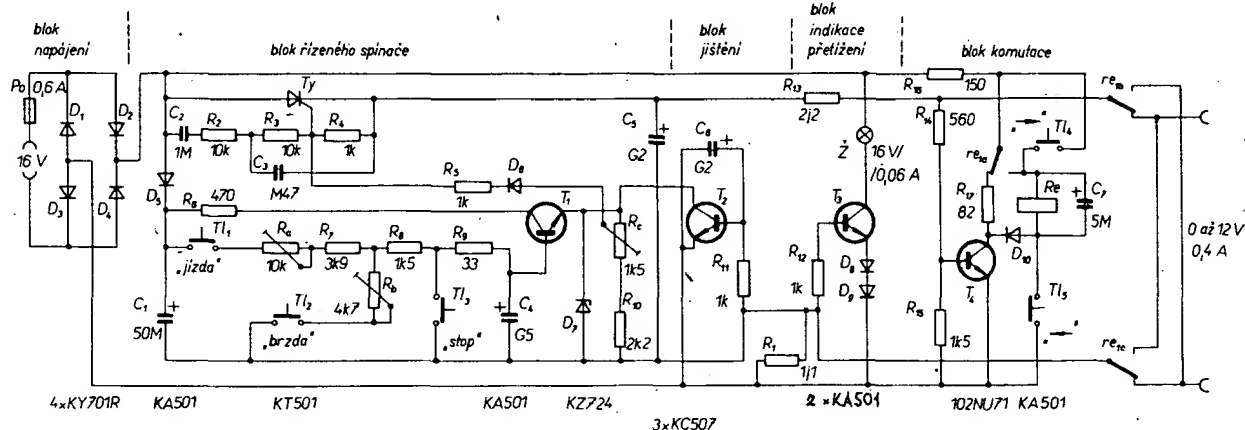 blok napájení
blok řízeného spínače
blok jištění
blok indikace přetížení
blok komutace
Po 0,6 A
D1
D2
16 V
D3
D4
C2
1M
R2
10k
Ty
R3
10k
R4
1k
C3
M47
D5
R6
470
R5
1k
D6
T1
Tl1
„jízda“
Ra
10k
R7
3k9
R8
1k5
R9
33
Rb
4k7
Tl2
„brzda“
Tl3
„stop“
C1
50M
C4
G5
D7
Rc
1k5
R10
2k2
C5
G2
C6
G2
T2
R11
1k
R1
1j1
R13
2j2
Ž
16 V/
/0,06 A
T3
R12
1k
D8
D9
R16
150
R14
560
R15
1k5
re1a
R17
82
T4
D10
Tl4
Re
C7
5M
Tl5
re1b
re1c
0 až 12 V
0,4 A
4×KY701R
KA501
KT501
KA501
KZ724
3×KC507
2×KA501
102NU71
KA501